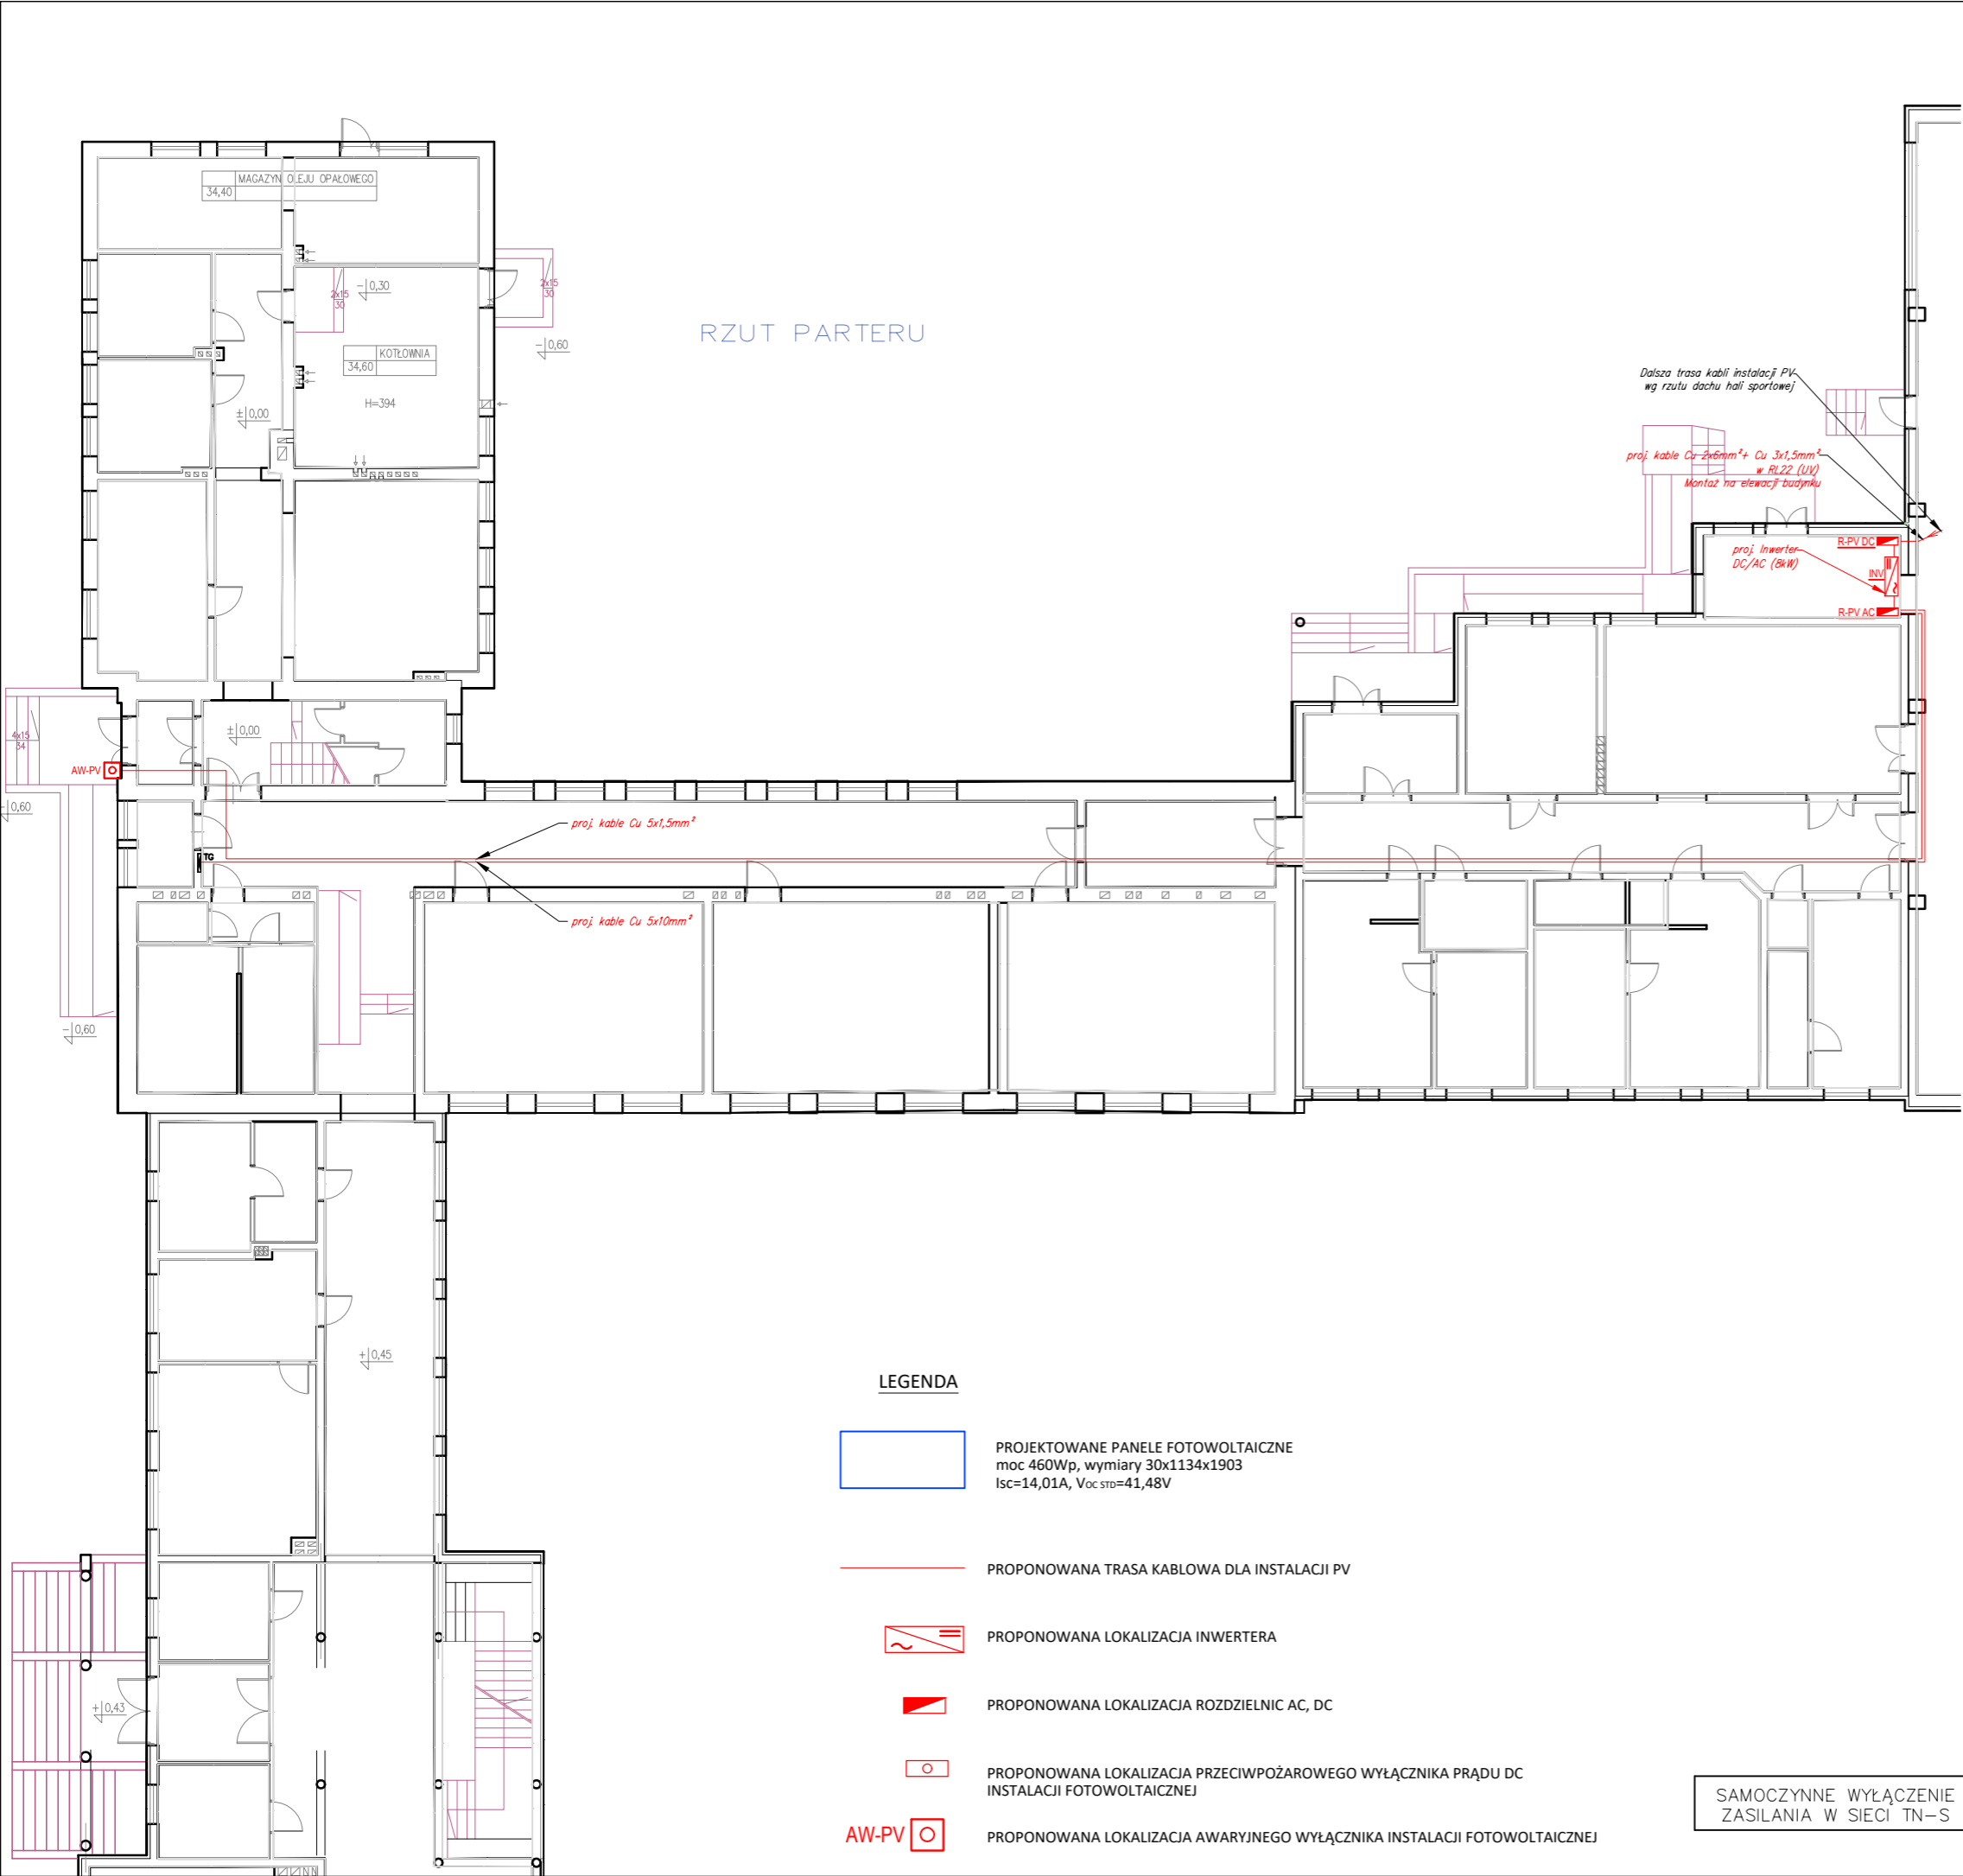 MAGAZYN OLEJU OPAŁOWEGO
34,40
2x15
30
-0,30
2x15
30
-0,60
KOTŁOWNIA
34,60
H=394
±0,00
RZUT PARTERU
Dalsza trasa kabli instalacji PV
wg rzutu dachu hali sportowej
proj. kable Cu 2x6mm²+ Cu 3x1,5mm²
w RL22 (UV)
Montaż na elewacji budynku
proj. Inwerter
DC/AC (8kW)
R-PV DC
INV
R-PV AC
±0,00
4x15
34
AW-PV
-0,60
proj. kable Cu 5x1,5mm²
TG
proj. kable Cu 5x10mm²
-0,60
+0,45
+0,43
LEGENDA
PROJEKTOWANE PANELE FOTOWOLTAICZNE
moc 460Wp, wymiary 30x1134x1903
Isc=14,01A, Voc STD=41,48V
PROPONOWANA TRASA KABLOWA DLA INSTALACJI PV
PROPONOWANA LOKALIZACJA INWERTERA
PROPONOWANA LOKALIZACJA ROZDZIELNIC AC, DC
PROPONOWANA LOKALIZACJA PRZECIWPOŻAROWEGO WYŁĄCZNIKA PRĄDU DC
INSTALACJI FOTOWOLTAICZNEJ
AW-PV PROPONOWANA LOKALIZACJA AWARYJNEGO WYŁĄCZNIKA INSTALACJI FOTOWOLTAICZNEJ
SAMOCZYNNE WYŁĄCZENIE
ZASILANIA W SIECI TN-S